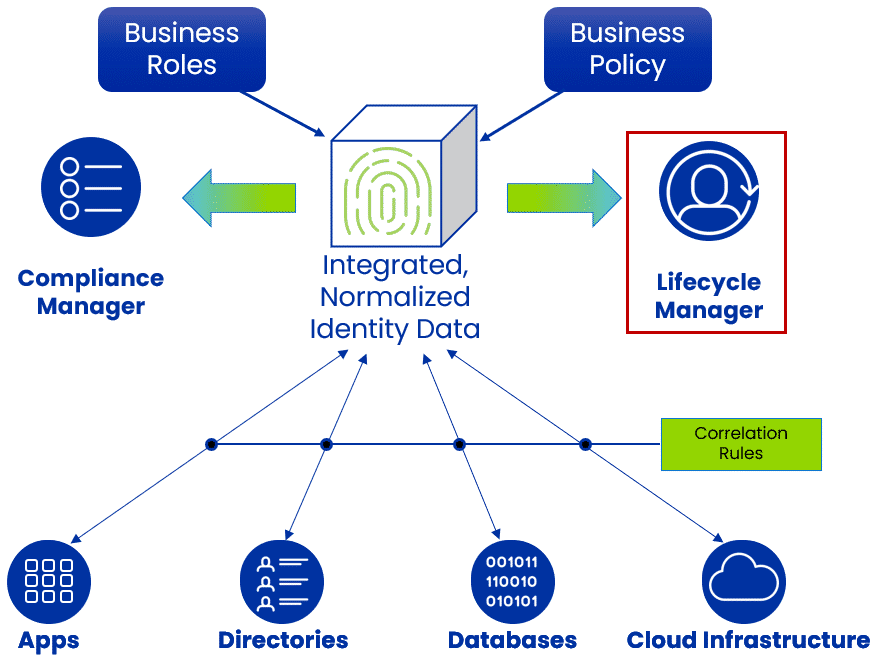 Business
Roles
Business
Policy
Compliance
Manager
Integrated,
Normalized
Identity Data
Lifecycle
Manager
Correlation
Rules
001011
110010
010101
Apps
Directories
Databases
Cloud Infrastructure